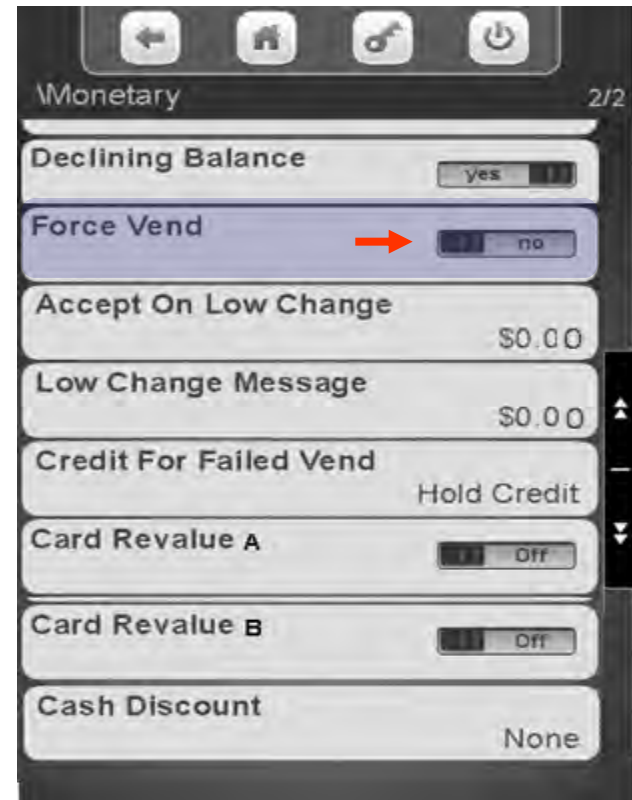 \Monetary 2/2
Declining Balance
yes
Force Vend
no
Accept On Low Change
$0.00
Low Change Message
$0.00
Credit For Failed Vend
Hold Credit
Card Revalue A
Off
Card Revalue B
Off
Cash Discount
None